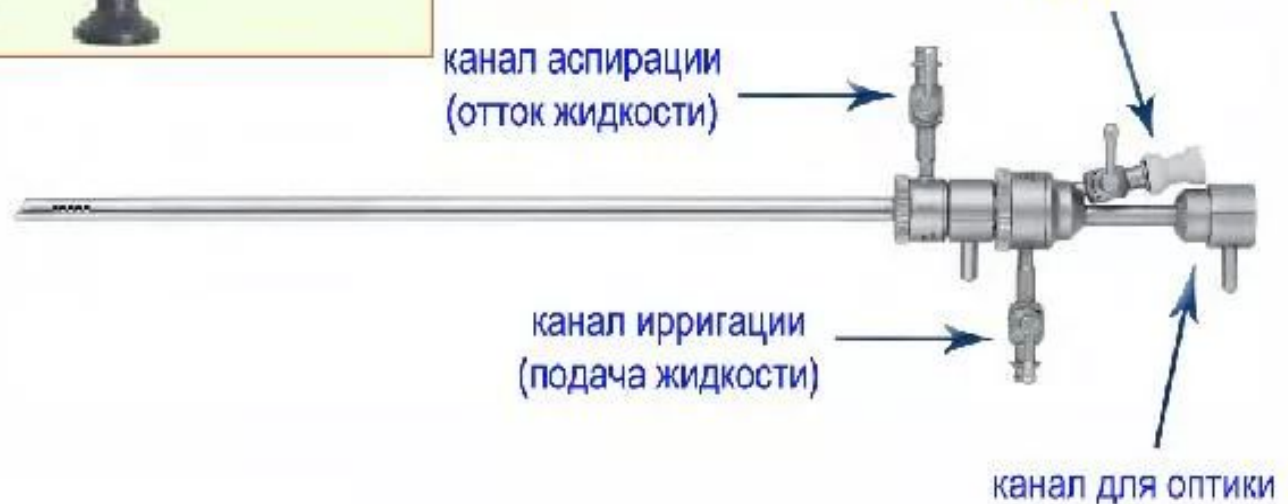 канал аспирации
(отток жидкости)
канал ирригации
(подача жидкости)
канал для оптики